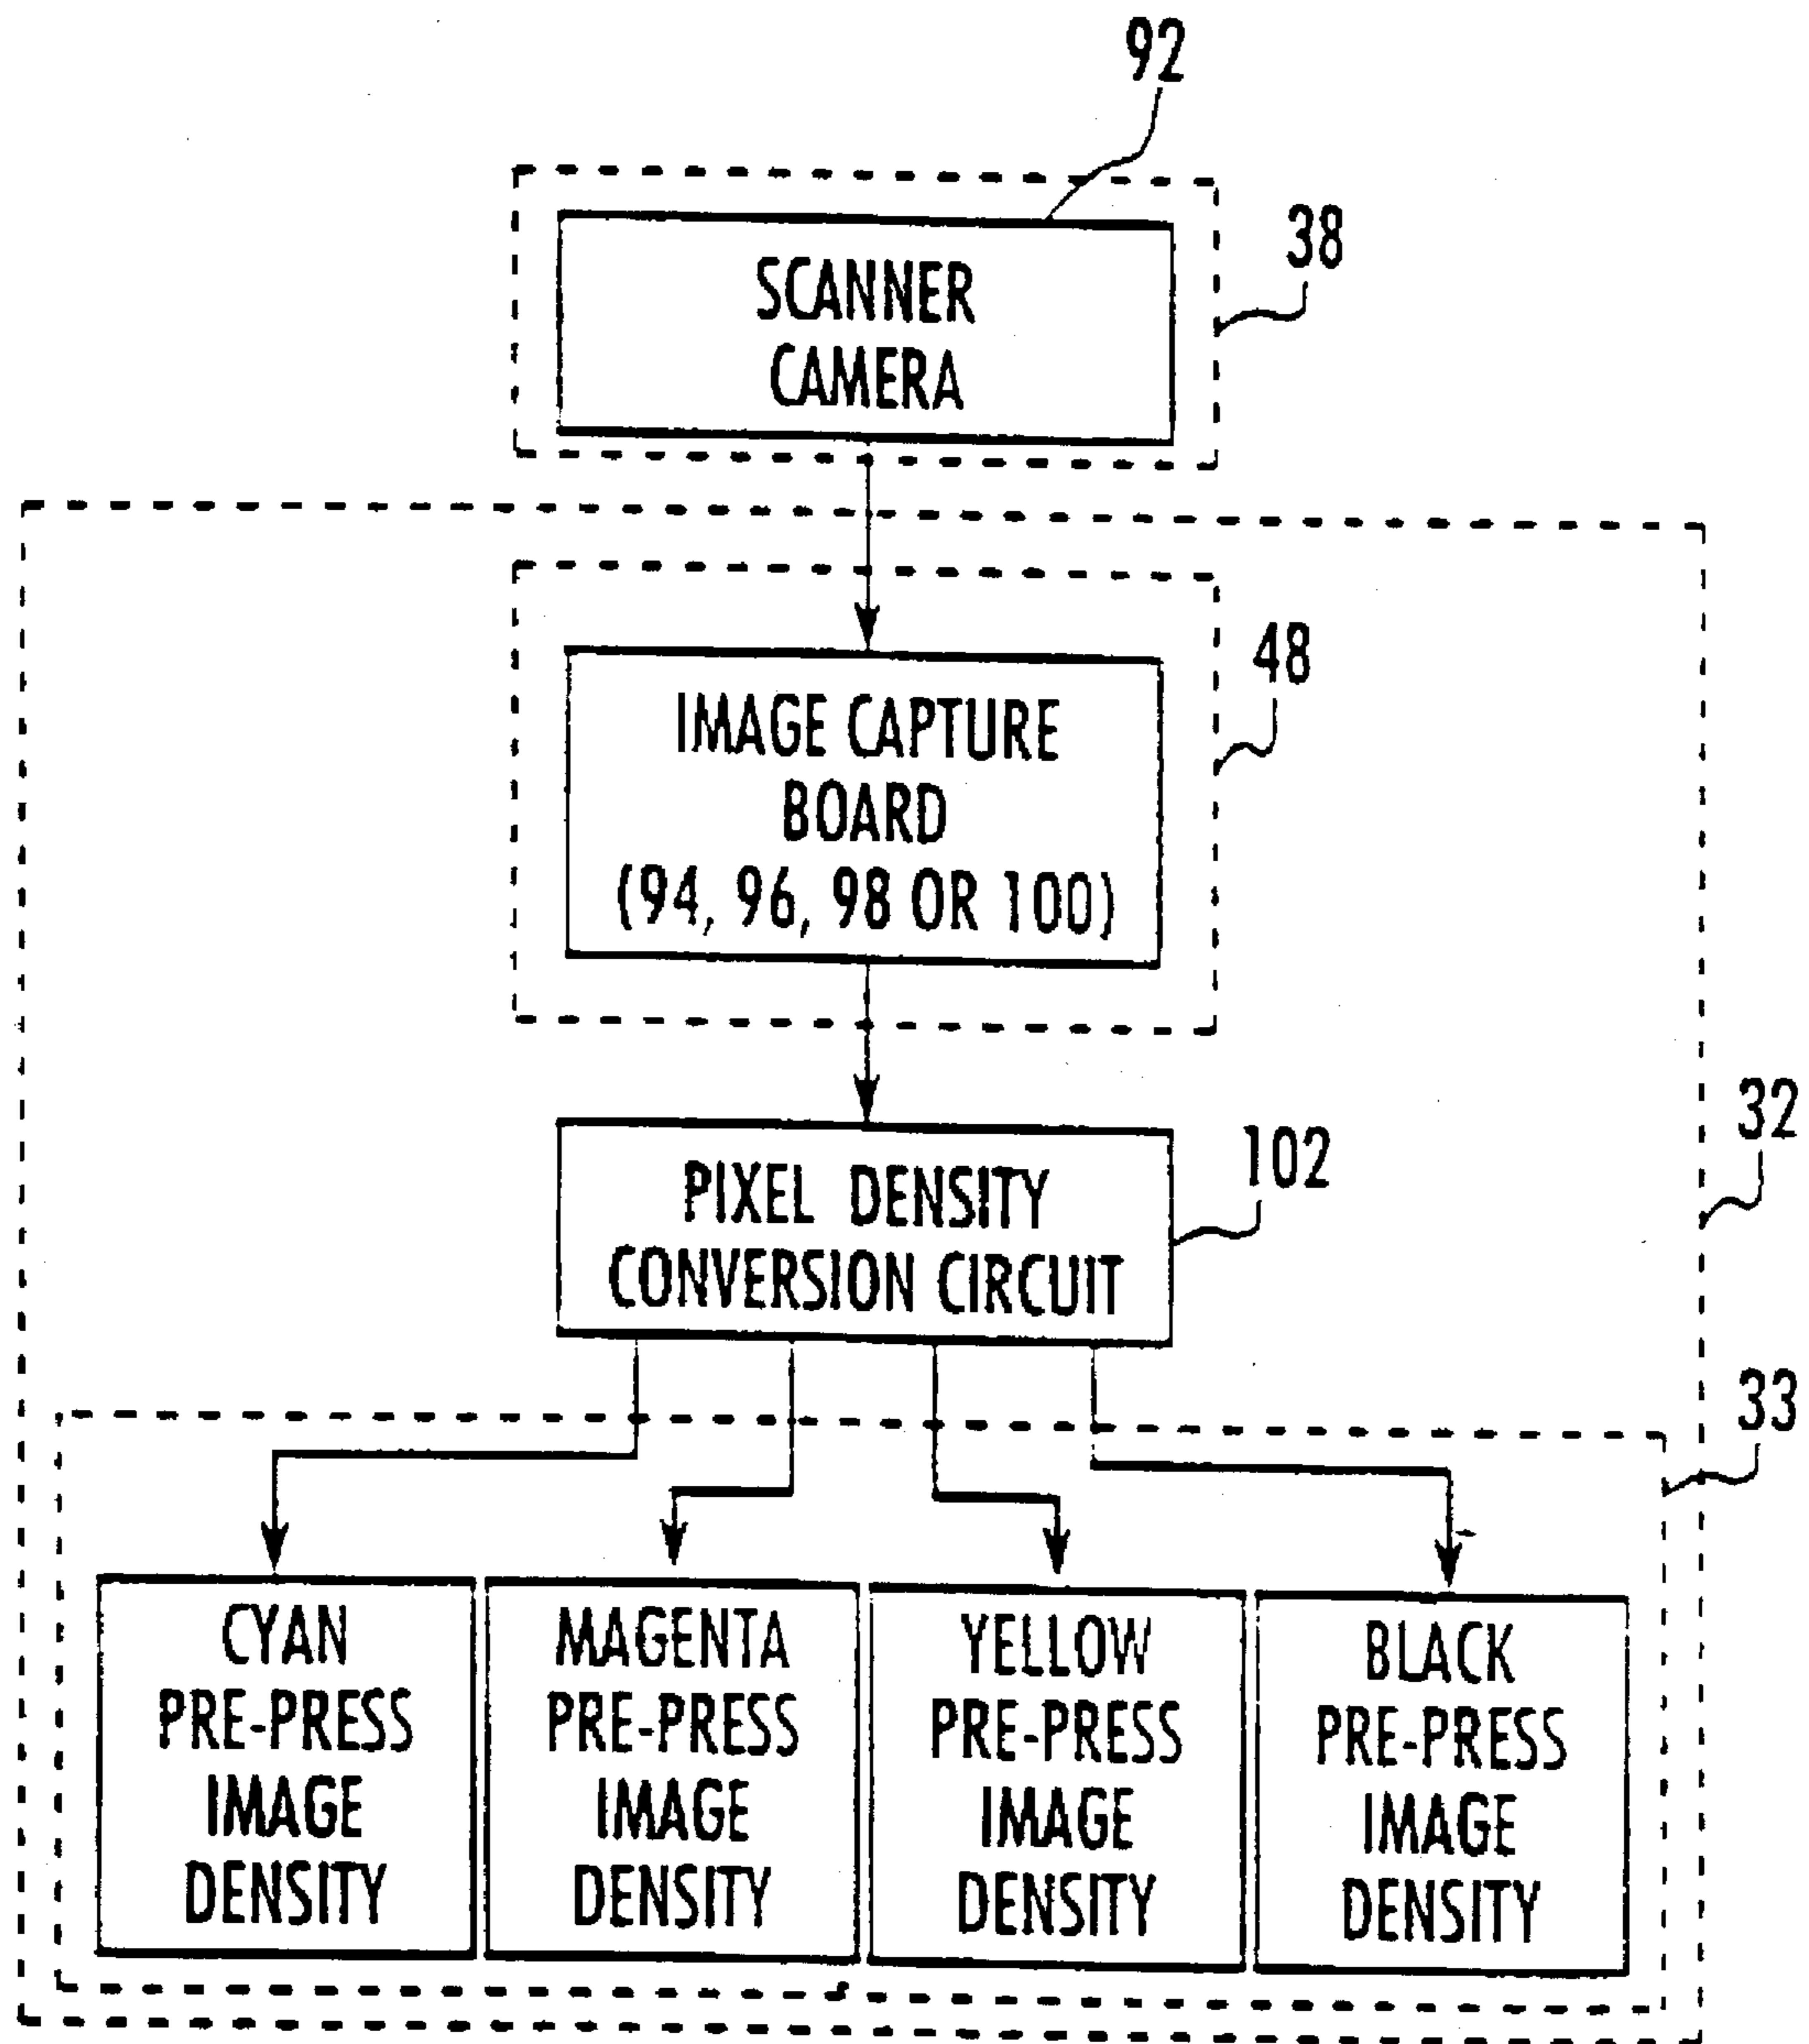 92
38
SCANNER
CAMERA
48
IMAGE CAPTURE
BOARD
(94, 96, 98 OR 100)
32
102
PIXEL DENSITY
CONVERSION CIRCUIT
33
CYAN
PRE-PRESS
IMAGE
DENSITY
MAGENTA
PRE-PRESS
IMAGE
DENSITY
YELLOW
PRE-PRESS
IMAGE
DENSITY
BLACK
PRE-PRESS
IMAGE
DENSITY